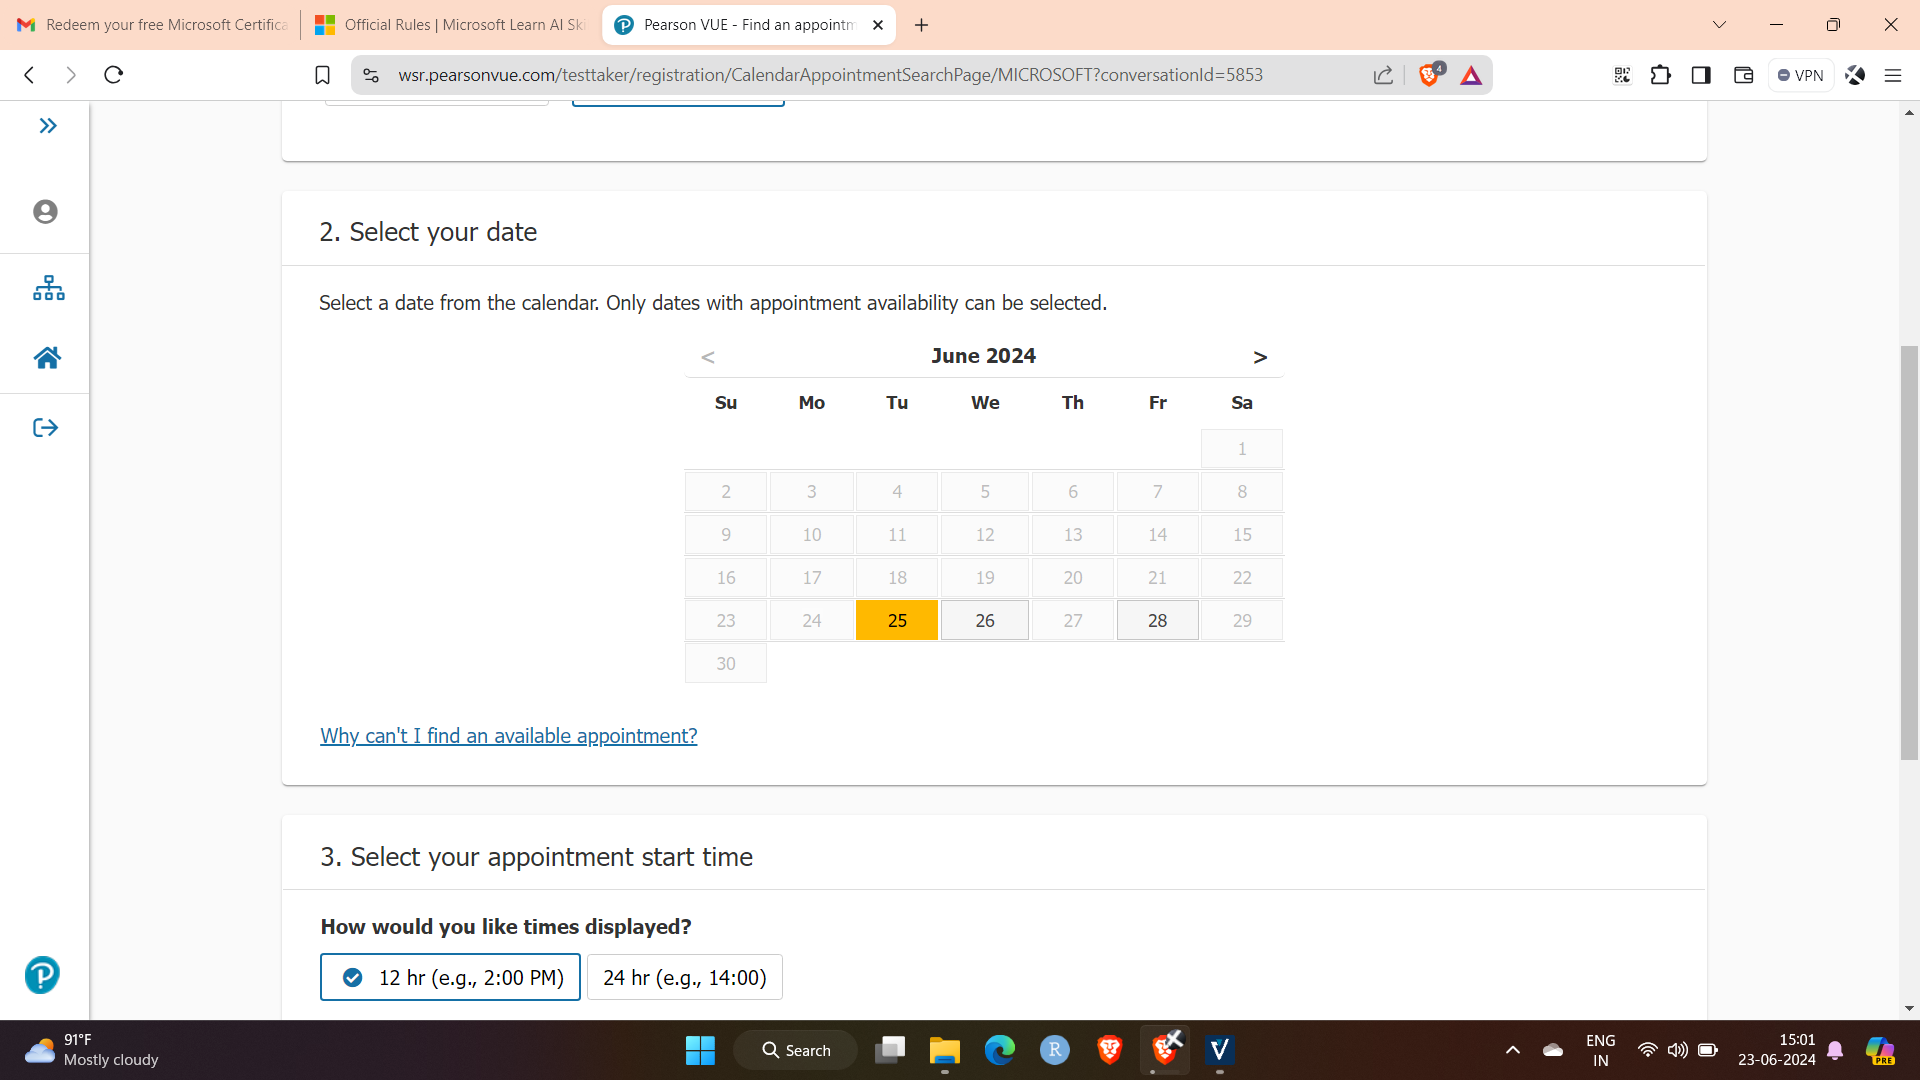 Redeem your free Microsoft Certifica
Official Rules | Microsoft Learn AI Ski
Pearson VUE - Find an appointm
wsr.pearsonvue.com/testtaker/registration/CalendarAppointmentSearchPage/MICROSOFT?conversationId=5853
4
VPN
2. Select your date
Select a date from the calendar. Only dates with appointment availability can be selected.
< June 2024 >
Su Mo Tu We Th Fr Sa
1
2 3 4 5 6 7 8
9 10 11 12 13 14 15
16 17 18 19 20 21 22
23 24 25 26 27 28 29
30
Why can't I find an available appointment?
3. Select your appointment start time
How would you like times displayed?
12 hr (e.g., 2:00 PM) 24 hr (e.g., 14:00)
91°F
Mostly cloudy
Search
R
V
ENG
IN
15:01
23-06-2024
PRE